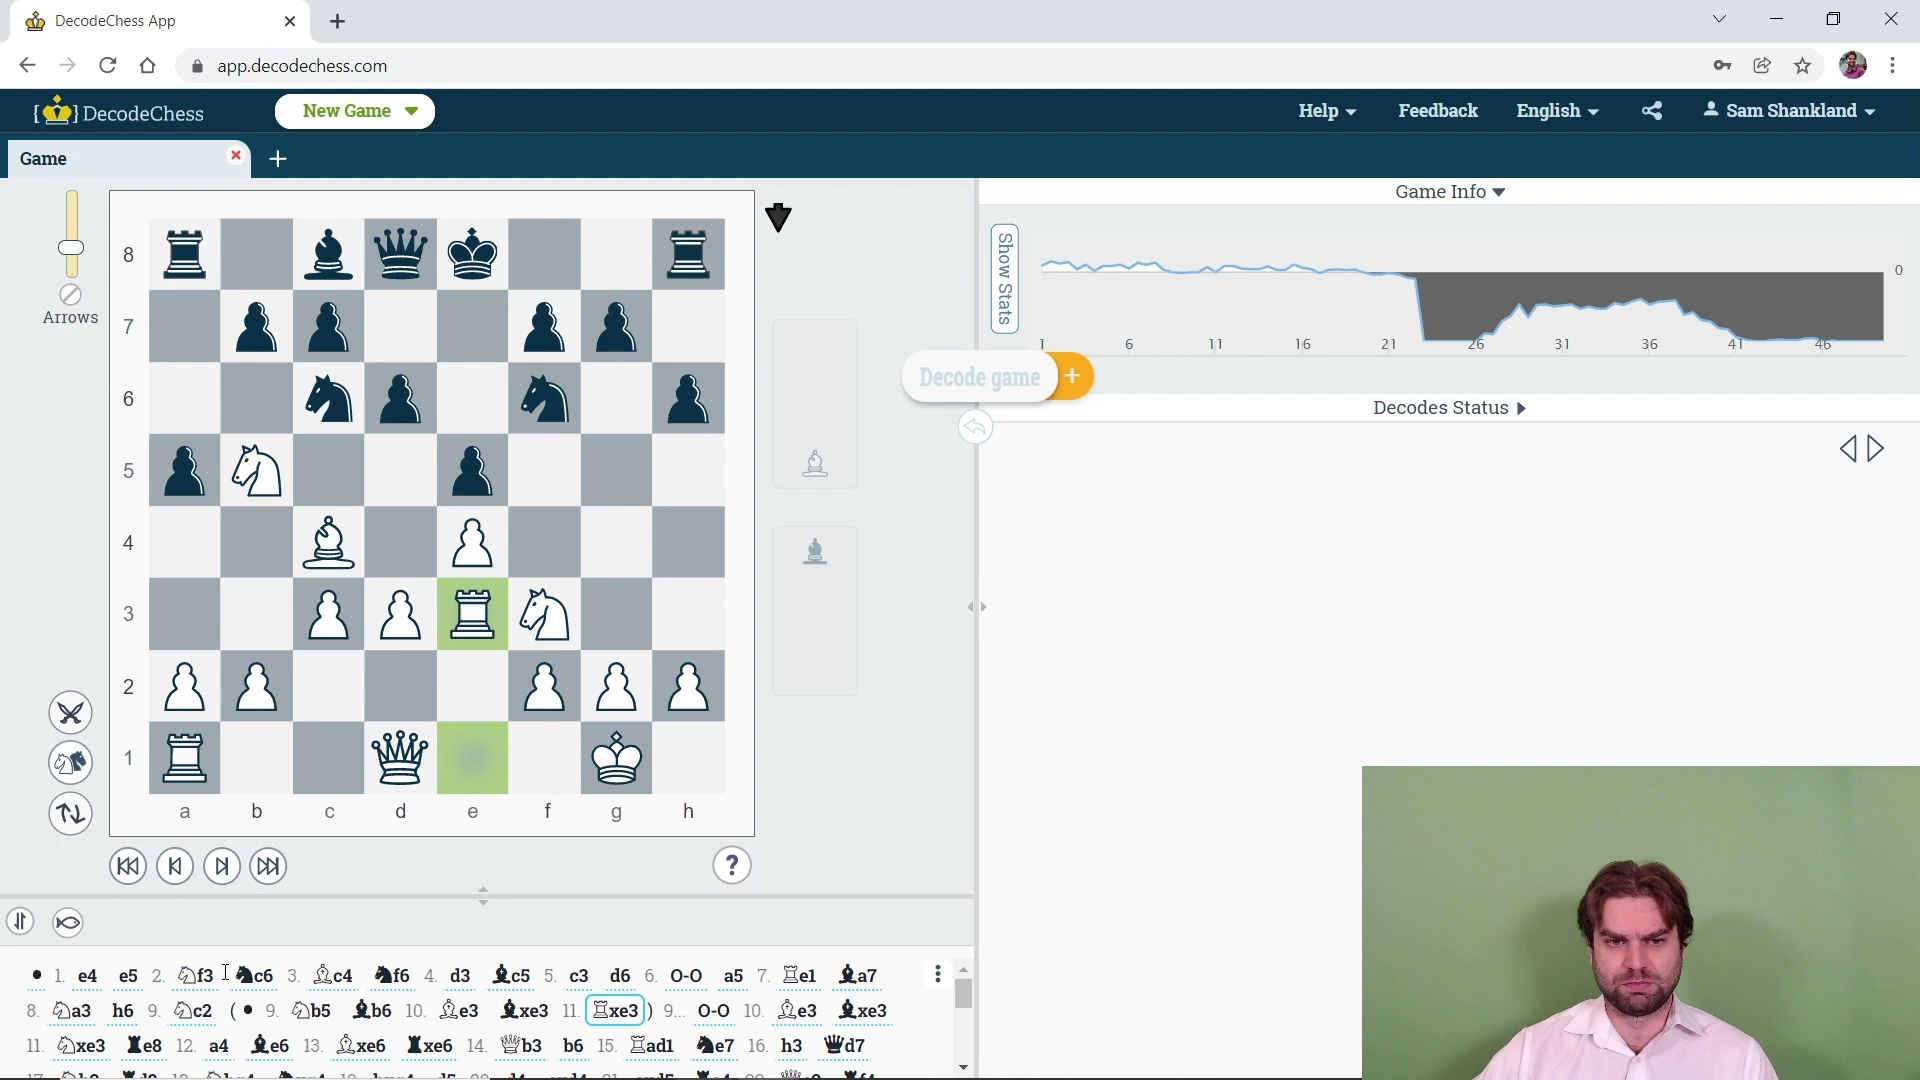 DecodeChess App
app.decodechess.com
[ ] DecodeChess New Game Help Feedback English Sam Shankland
Game
Game Info
Show Stats
0
1 6 11 16 21 26 31 36 41 46
Decode game +
Decodes Status
Arrows
8
7
6
5
4
3
2
1
a b c d e f g h
?
1. e4 e5 2. ♘f3 ♞c6 3. ♗c4 ♞f6 4. d3 ♝c5 5. c3 d6 6. O-O a5 7. ♖e1 ♝a7
8. ♘a3 h6 9. ♘c2 ( • 9. ♘b5 ♝b6 10. ♗e3 ♝xe3 11. ♖xe3 ) 9... O-O 10. ♗e3 ♝xe3
11. ♘xe3 ♜e8 12. a4 ♝e6 13. ♗xe6 ♜xe6 14. ♕b3 b6 15. ♖ad1 ♞e7 16. h3 ♛d7